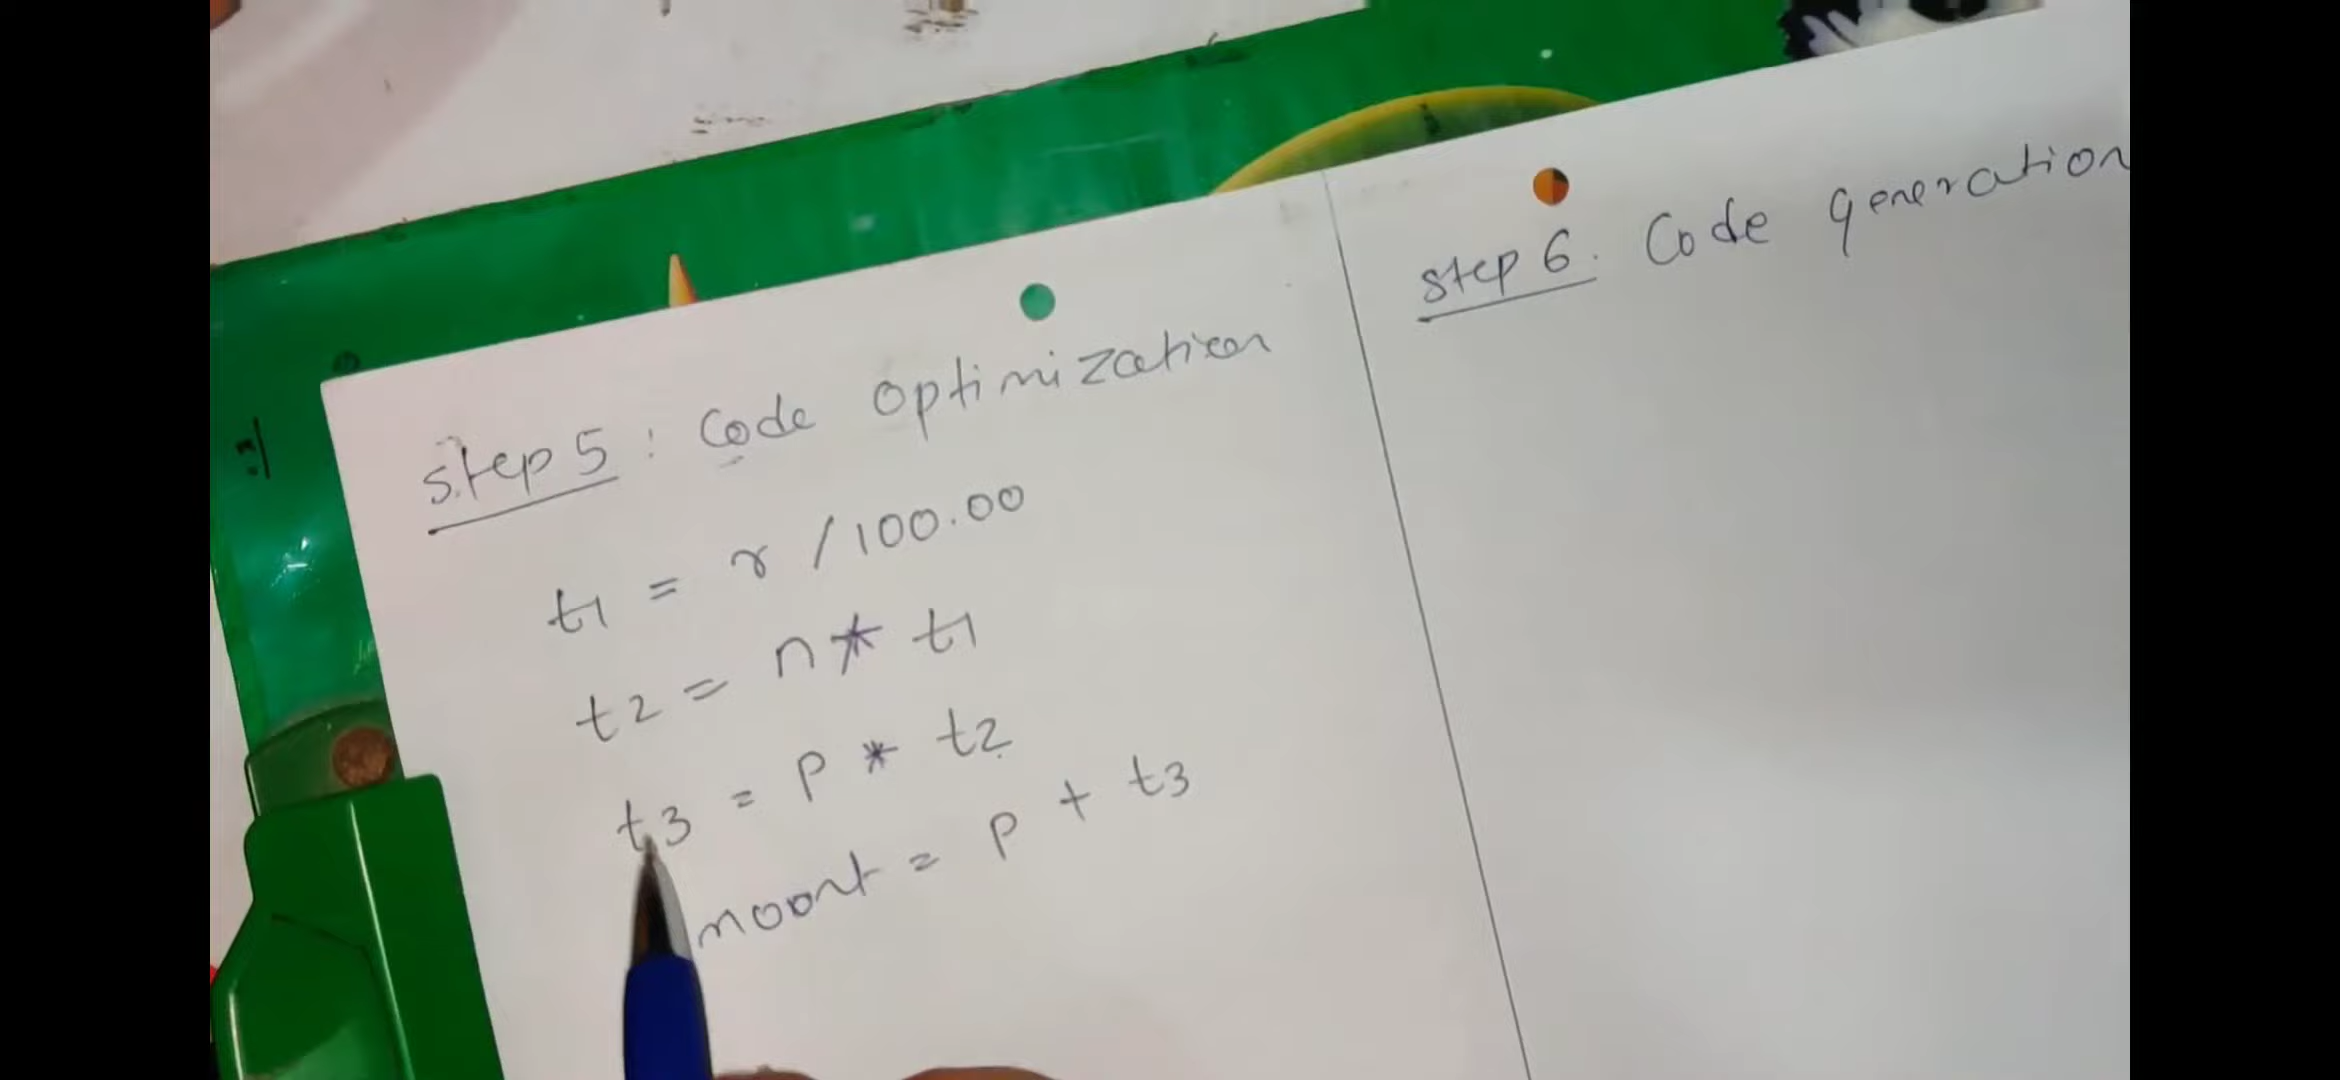 Step 5 : Code Optimization
t1 = r / 100.00
t2 = n * t1
t3 = p * t2
moont = p + t3
Step 6. Code generation